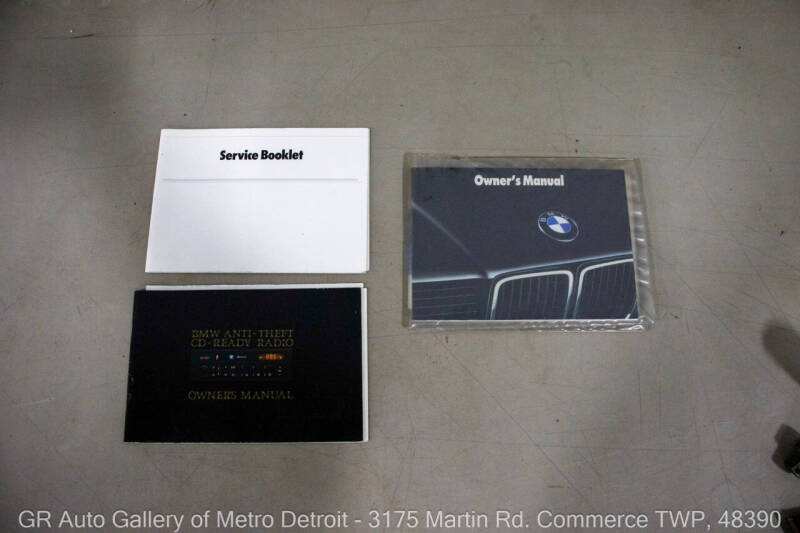 Service Booklet
Owner's Manual
BMW
BMW ANTI-THEFT
CD-READY RADIO
OWNER'S MANUAL
GR Auto Gallery of Metro Detroit - 3175 Martin Rd. Commerce TWP, 48390